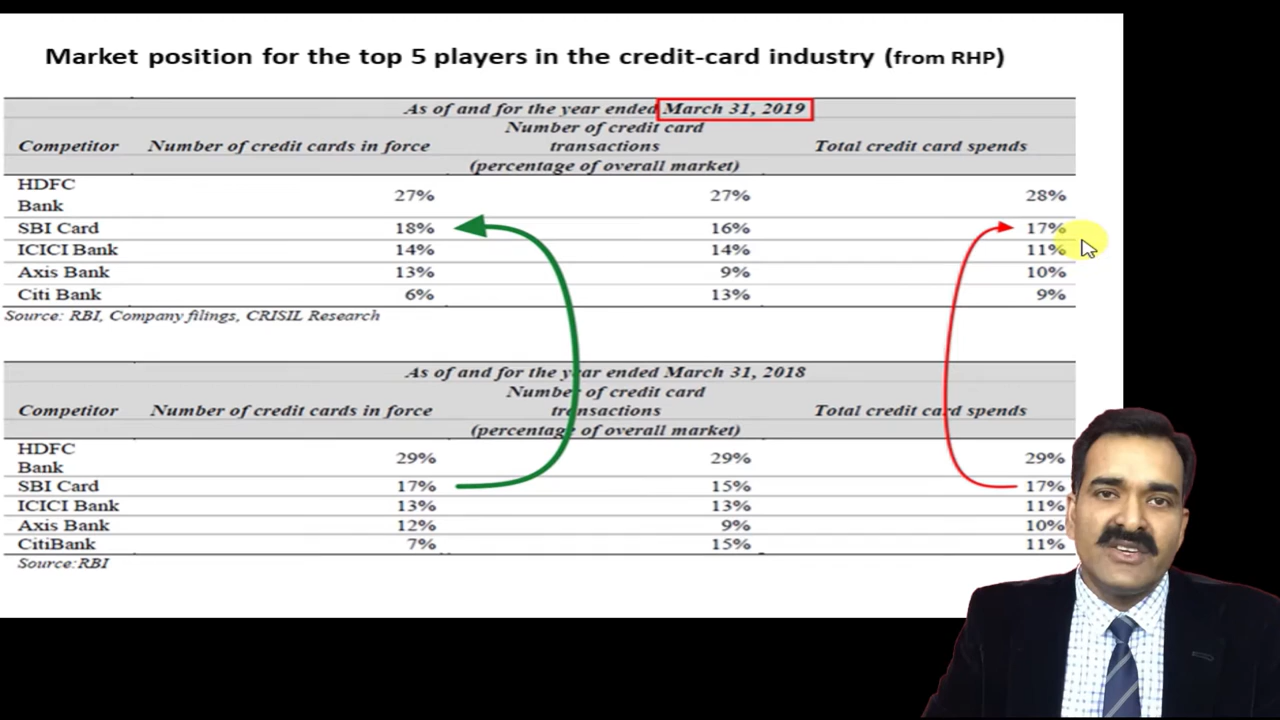 Market position for the top 5 players in the credit-card industry (from RHP)
As of and for the year ended March 31, 2019
Competitor Number of credit cards in force Number of credit card transactions Total credit card spends
(percentage of overall market)
HDFC Bank 27% 27% 28%
SBI Card 18% 16% 17%
ICICI Bank 14% 14% 11%
Axis Bank 13% 9% 10%
Citi Bank 6% 13% 9%
Source: RBI, Company filings, CRISIL Research
As of and for the year ended March 31, 2018
Competitor Number of credit cards in force Number of credit card transactions Total credit card spends
(percentage of overall market)
HDFC Bank 29% 29% 29%
SBI Card 17% 15% 17%
ICICI Bank 13% 13% 11%
Axis Bank 12% 9% 10%
CitiBank 7% 15% 11%
Source:RBI